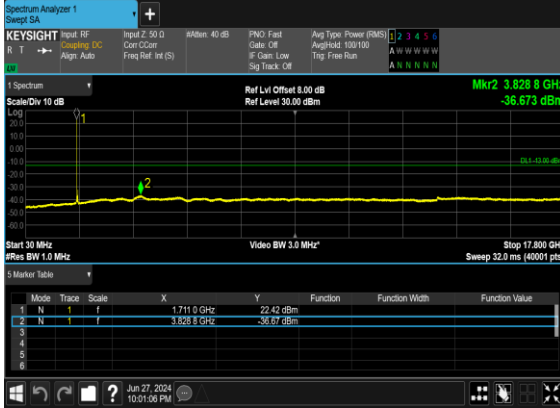 Spectrum Analyzer 1
Swept SA
+
KEYSIGHT Input: RF Input Z: 50 Ω #Atten: 40 dB PNO: Fast Avg Type: Power (RMS) 1 2 3 4 5 6
R T Coupling: DC Corr CCorr Gate: Off Avg|Hold: 100/100 A W W W W W
Align: Auto Freq Ref: Int (S) IF Gain: Low Trig: Free Run
Sig Track: Off A N N N N N
1 Spectrum Ref Lvl Offset 8.00 dB Mkr2 3.828 8 GHz
Scale/Div 10 dB Ref Level 30.00 dBm -36.673 dBm
Log 1
20.0
10.0
0.00
-10.0 DL1 -13.00 dBm
-20.0
-30.0 2
-40.0
-50.0
-60.0
Start 30 MHz Video BW 3.0 MHz* Stop 17.800 GH
#Res BW 1.0 MHz Sweep 32.0 ms (40001 pts
5 Marker Table
Mode Trace Scale X Y Function Function Width Function Value
1 N 1 f 1.711 0 GHz 22.42 dBm
2 N 1 f 3.828 8 GHz -36.67 dBm
3
4
5
6
? Jun 27, 2024
10:01:06 PM